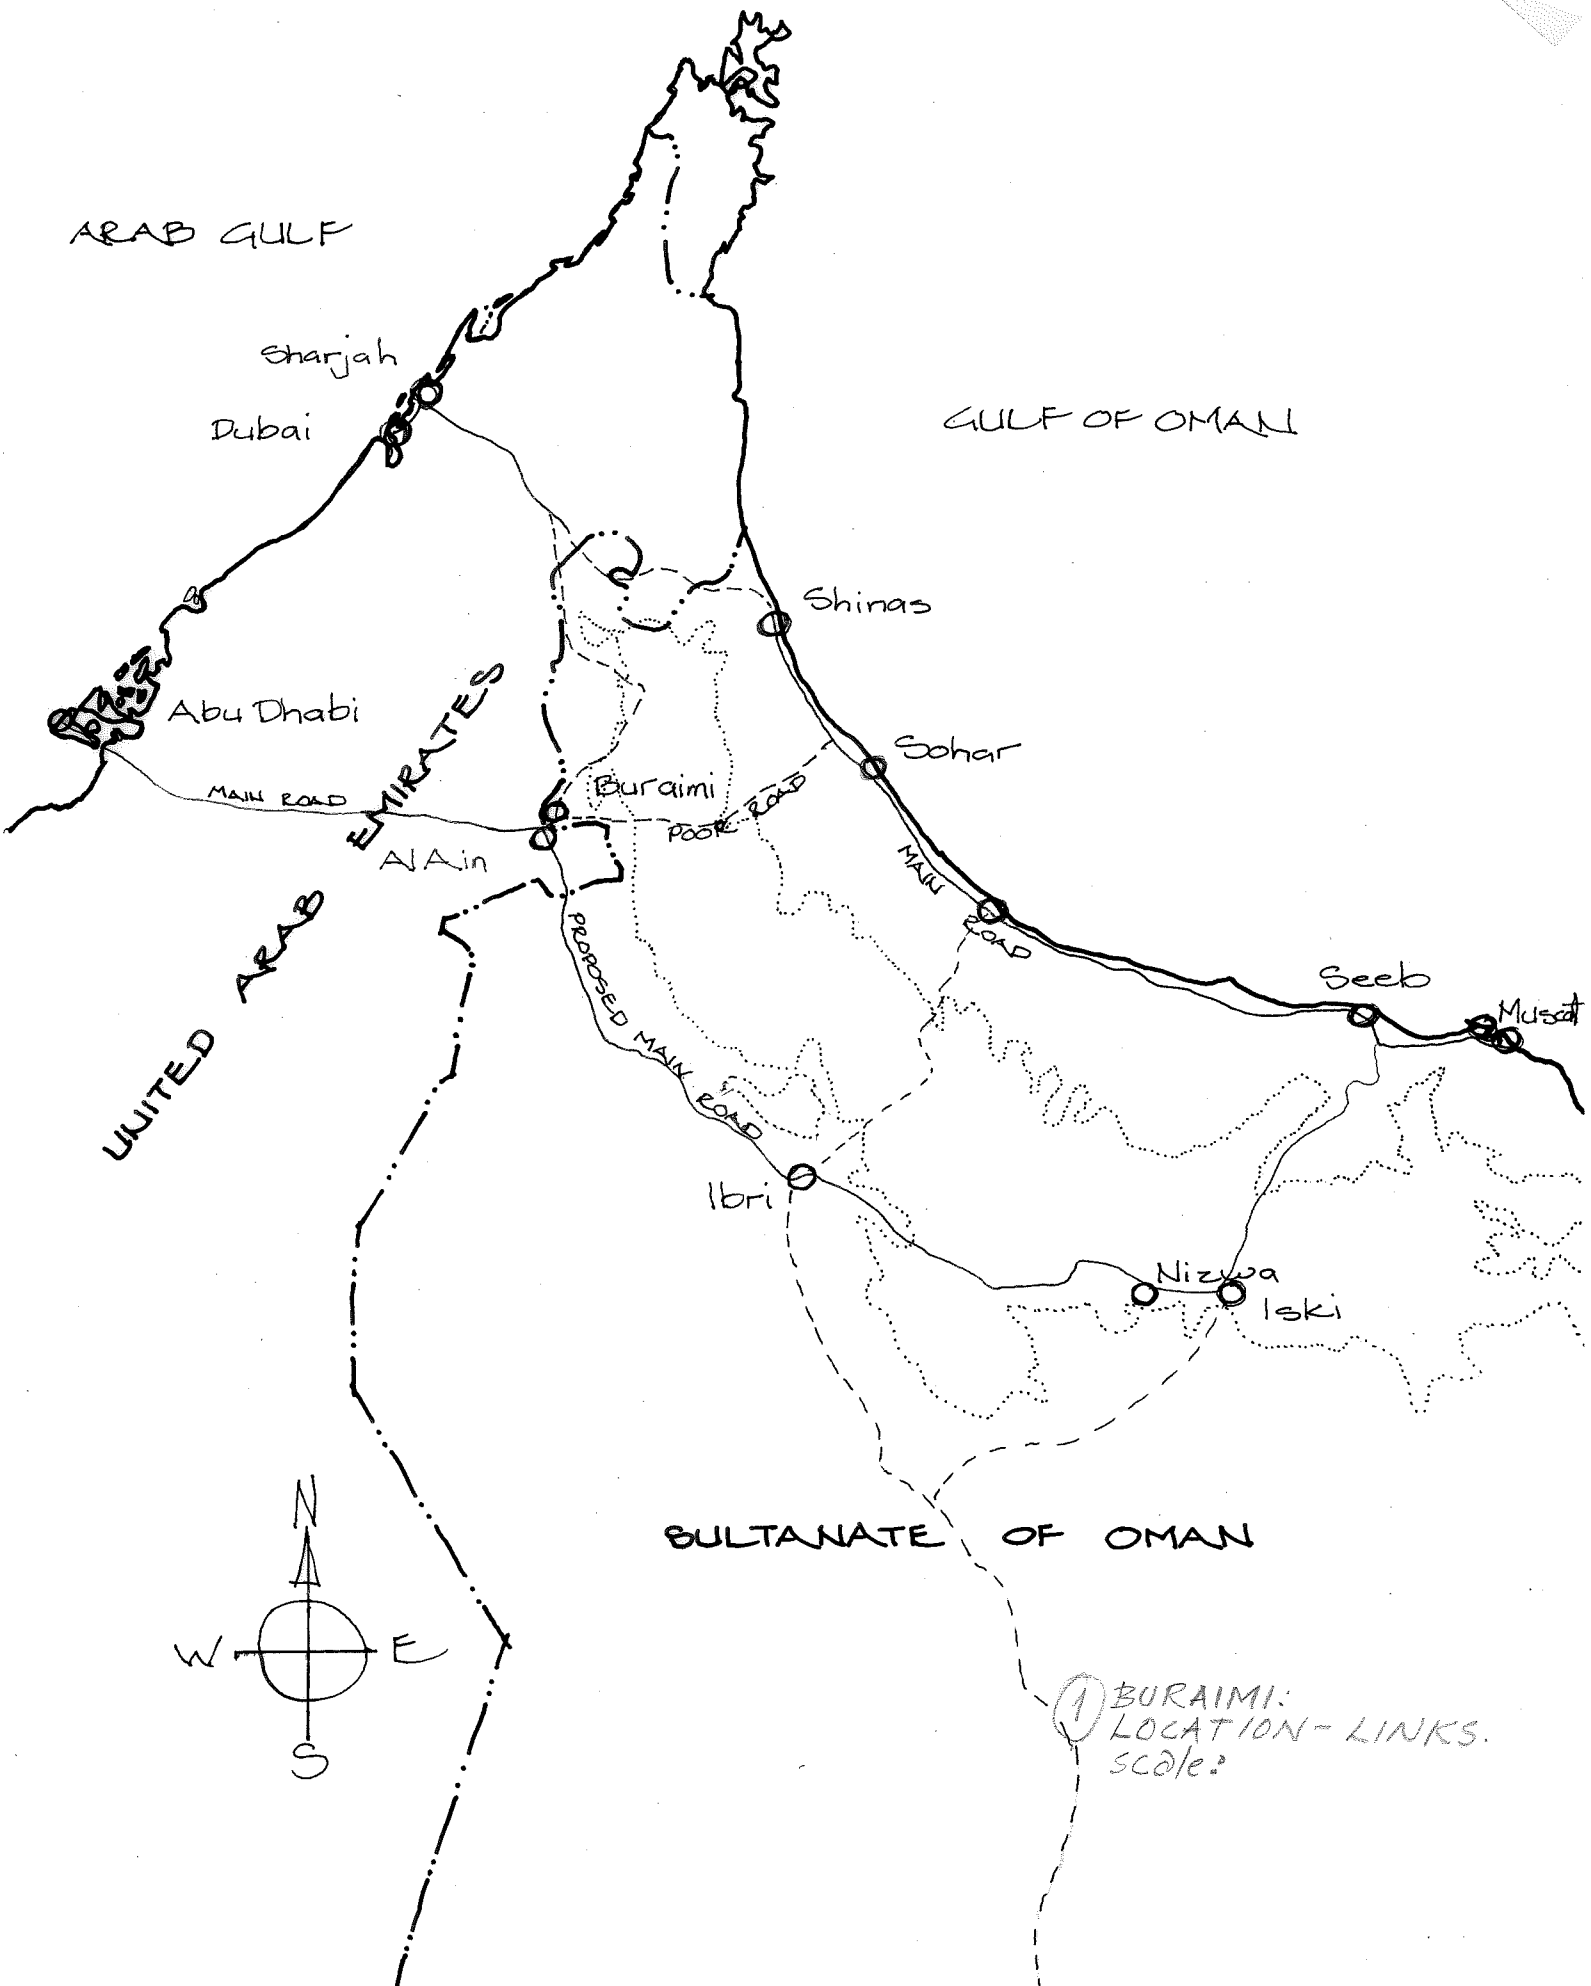 ARAB GULF
Sharjah
Dubai
GULF OF OMAN
Shinas
Abu Dhabi
Sohar
MAIN ROAD
Buraimi
POOR ROAD
Al Ain
MAIN ROAD
UNITED ARAB EMIRATES
PROPOSED MAIN ROAD
Seeb
Muscat
Ibri
Nizwa
Iski
SULTANATE OF OMAN
N
W E
S
1 BURAIMI:
LOCATION - LINKS.
scale: